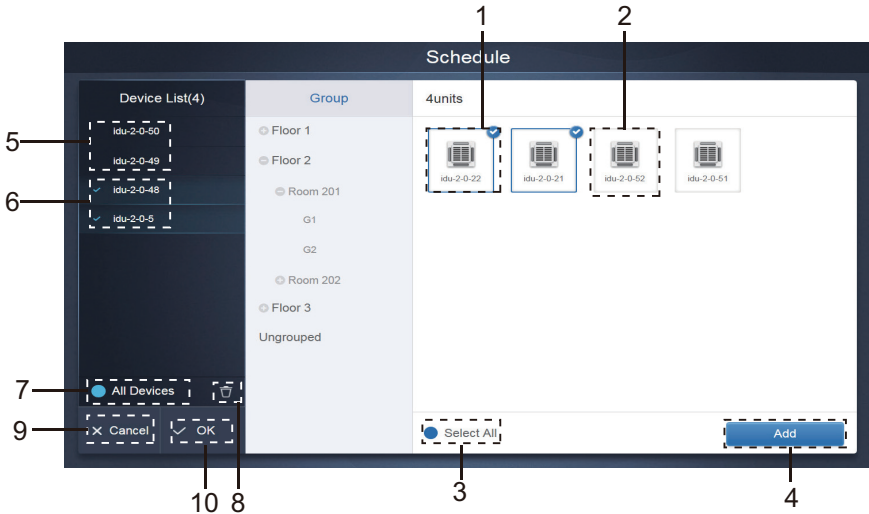 1 2
Schedule
Device List(4)
Group
4units
5
idu-2-0-50
idu-2-0-49
6
idu-2-0-48
idu-2-0-5
Floor 1
Floor 2
Room 201
G1
G2
Room 202
Floor 3
Ungrouped
idu-2-0-22
idu-2-0-21
idu-2-0-52
idu-2-0-51
7
All Devices
9
Cancel
OK
Select All
Add
10 8 3 4